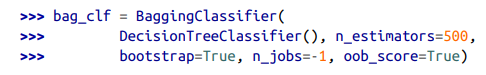 >>> bag_clf = BaggingClassifier(
>>>         DecisionTreeClassifier(), n_estimators=500,
>>>         bootstrap=True, n_jobs=-1, oob_score=True)